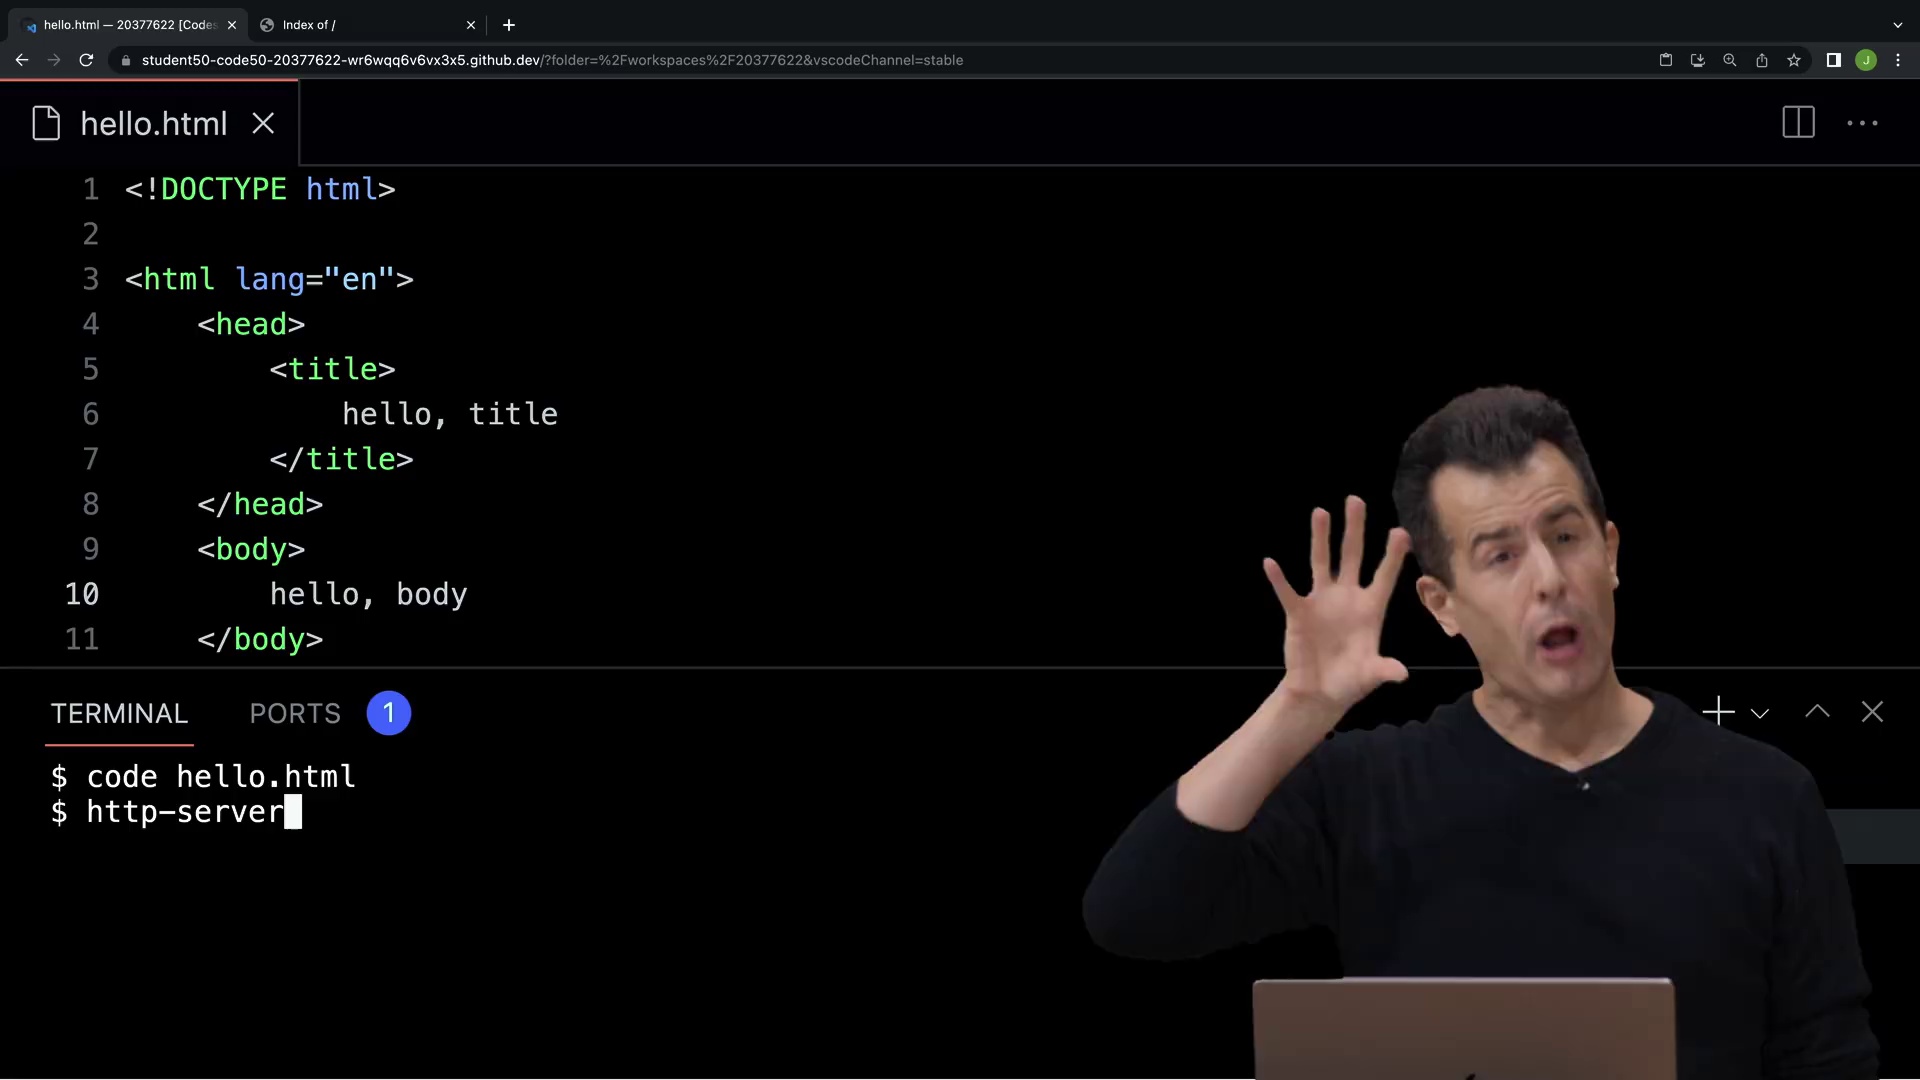 hello.html — 20377622 [Codes
Index of /
student50-code50-20377622-wr6wqq6v6vx3x5.github.dev/?folder=%2Fworkspaces%2F20377622&vscodeChannel=stable
J
hello.html
1 <!DOCTYPE html>
2
3 <html lang="en">
4 <head>
5 <title>
6 hello, title
7 </title>
8 </head>
9 <body>
10 hello, body
11 </body>
TERMINAL PORTS 1
$ code hello.html
$ http-server